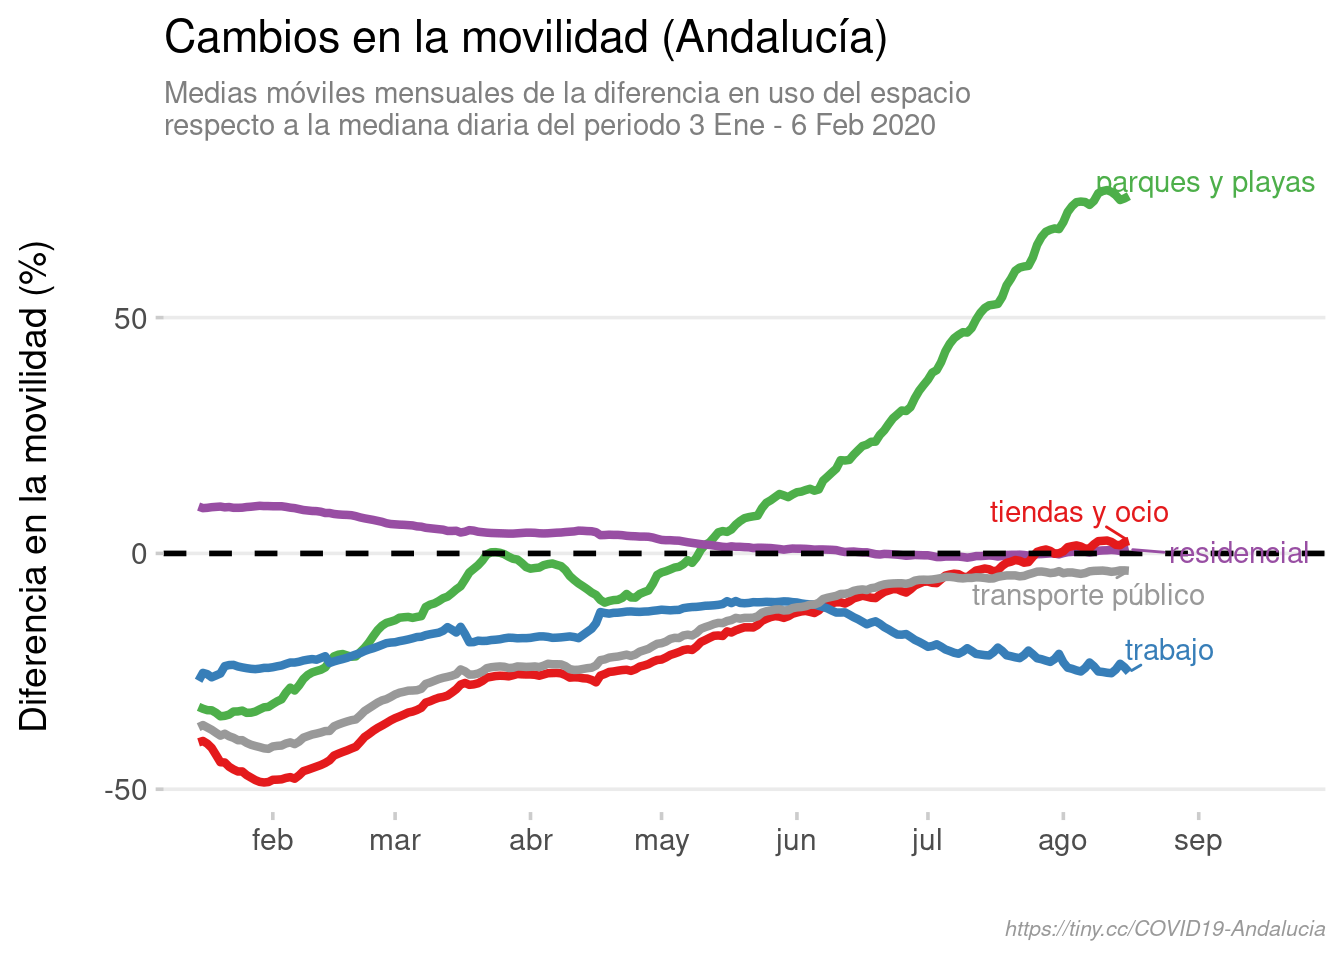 Cambios en la movilidad (Andalucía)
Medias móviles mensuales de la diferencia en uso del espacio
respecto a la mediana diaria del periodo 3 Ene - 6 Feb 2020
Diferencia en la movilidad (%)
parques y playas
50
tiendas y ocio
0
residencial
transporte público
trabajo
-50
feb mar abr may jun jul ago sep
https://tiny.cc/COVID19-Andalucia